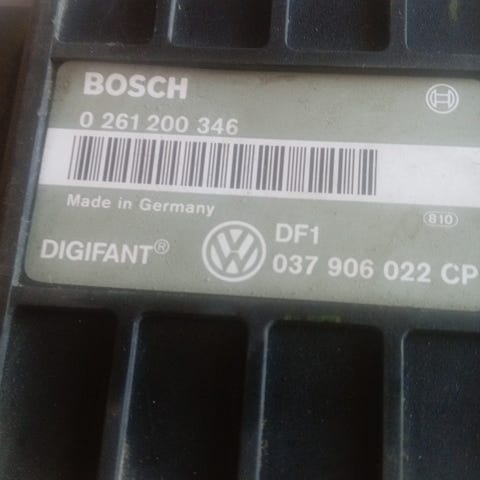 BOSCH
0 261 200 346
Made in Germany
810
DIGIFANT®
DF1
037 906 022 CP